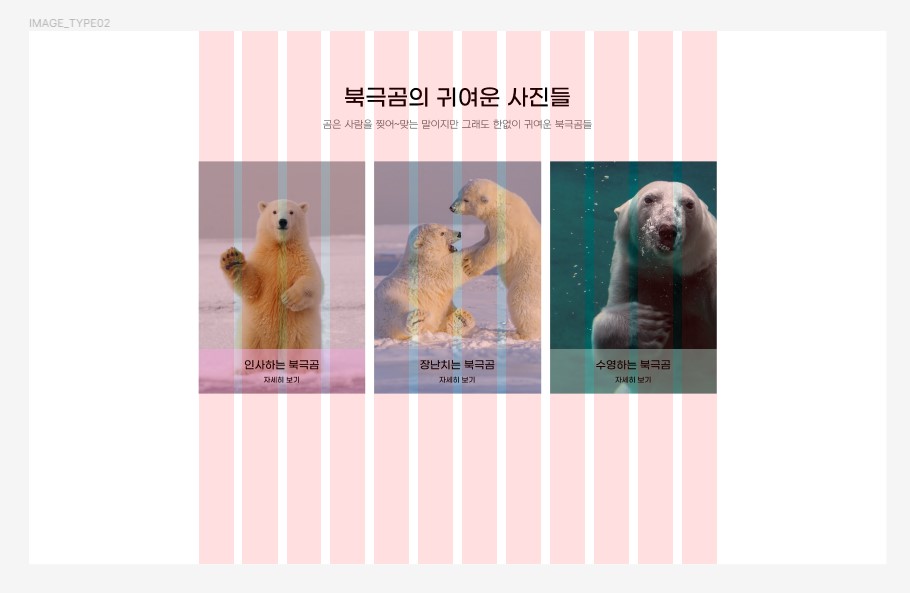 IMAGE_TYPE02
북극곰의 귀여운 사진들
곰은 사람을 찢어~맞는 말이지만 그래도 한없이 귀여운 북극곰들
인사하는 북극곰
자세히 보기
장난치는 북극곰
자세히 보기
수영하는 북극곰
자세히 보기